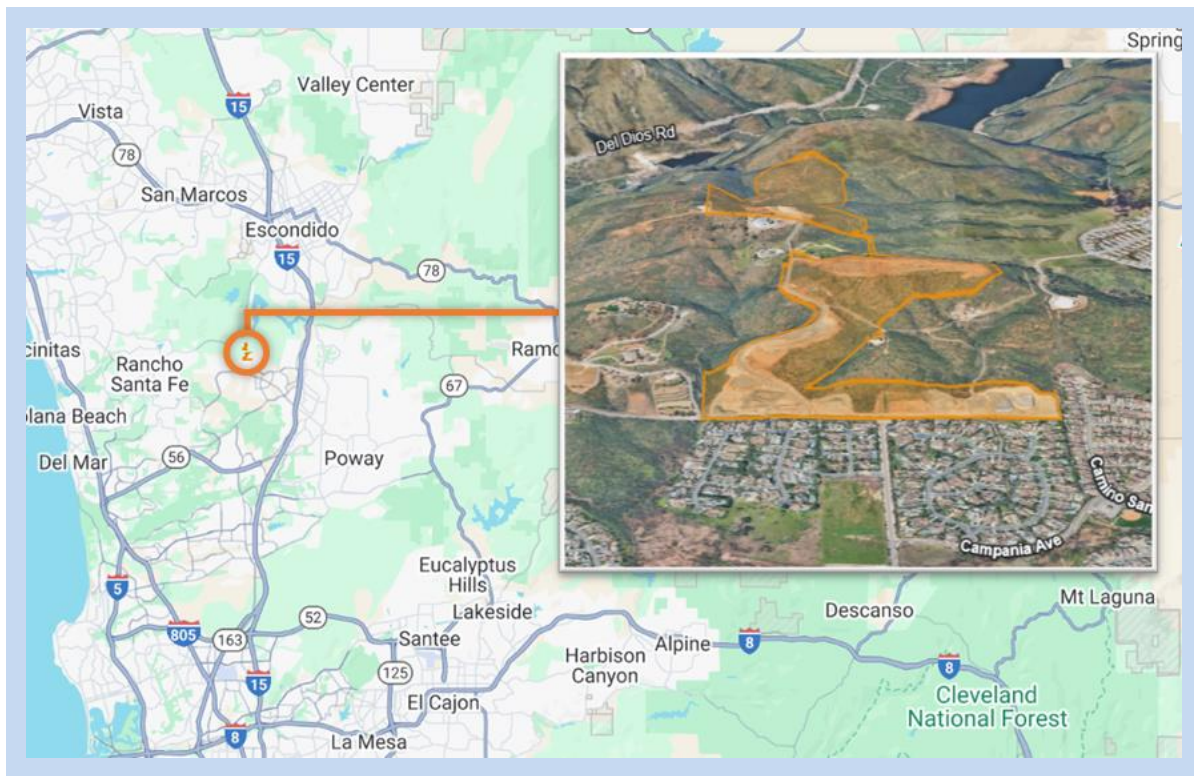 Spring
Valley Center
15
Vista
78
San Marcos
Escondido
15
78
cinitas
Rancho
Santa Fe
Ramo
67
olana Beach
Del Mar
56
Poway
Eucalyptus
Hills
5
Lakeside
52
805
163
Santee
125
15
El Cajon
8
La Mesa
Harbison
Canyon
Alpine
8
Descanso
Mt Laguna
8
Cleveland
National Forest
Del Dios Rd
Camino San
Campania Ave